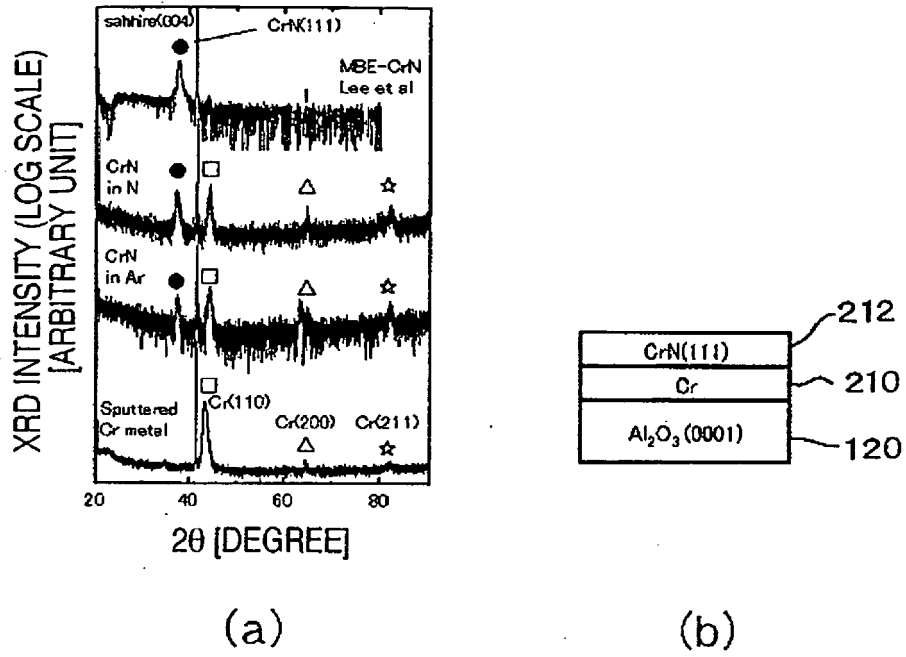 sahhire(004)
CrN(111)
MBE-CrN
Lee et al
CrN
in N
CrN
in Ar
Sputtered
Cr metal
Cr(110)
Cr(200)
Cr(211)
20
40
60
80
2θ [DEGREE]
XRD INTENSITY (LOG SCALE)
[ARBITRARY UNIT]
(a)
CrN(111)
212
Cr
210
Al₂O₃(0001)
120
(b)